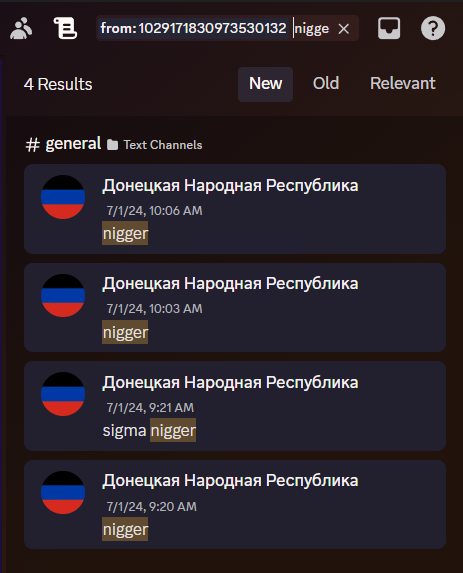 from: 1029171830973530132 nigge
4 Results
New Old Relevant
# general Text Channels
Донецкая Народная Республика
7/1/24, 10:06 AM
nigger
Донецкая Народная Республика
7/1/24, 10:03 AM
nigger
Донецкая Народная Республика
7/1/24, 9:21 AM
sigma nigger
Донецкая Народная Республика
7/1/24, 9:20 AM
nigger